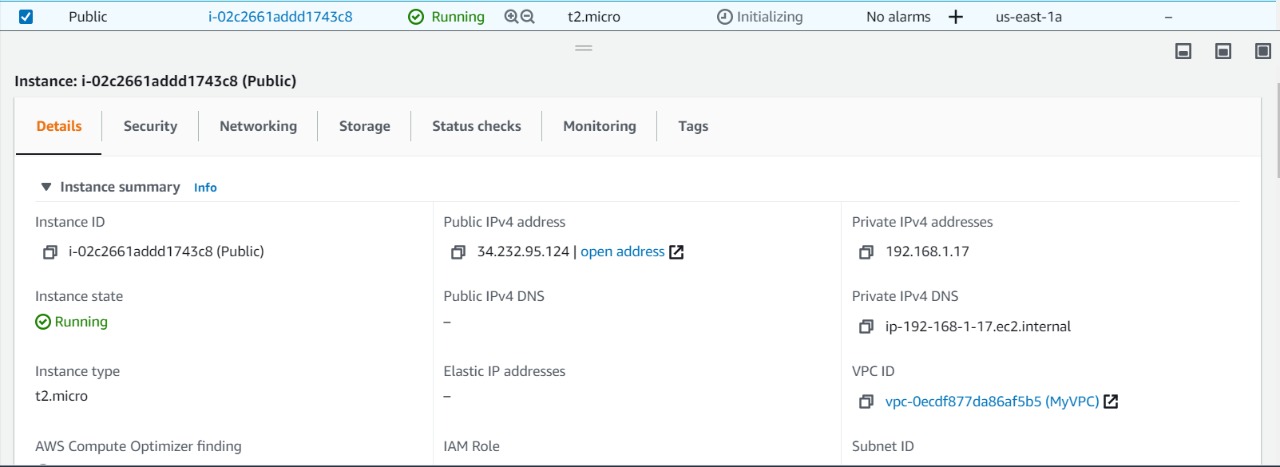 Public i-02c2661addd1743c8 Running t2.micro Initializing No alarms + us-east-1a –
Instance: i-02c2661addd1743c8 (Public)
Details Security Networking Storage Status checks Monitoring Tags
Instance summary Info
Instance ID Public IPv4 address Private IPv4 addresses
i-02c2661addd1743c8 (Public) 34.232.95.124 | open address 192.168.1.17
Instance state Public IPv4 DNS Private IPv4 DNS
Running – ip-192-168-1-17.ec2.internal
Instance type Elastic IP addresses VPC ID
t2.micro – vpc-0ecdf877da86af5b5 (MyVPC)
AWS Compute Optimizer finding IAM Role Subnet ID